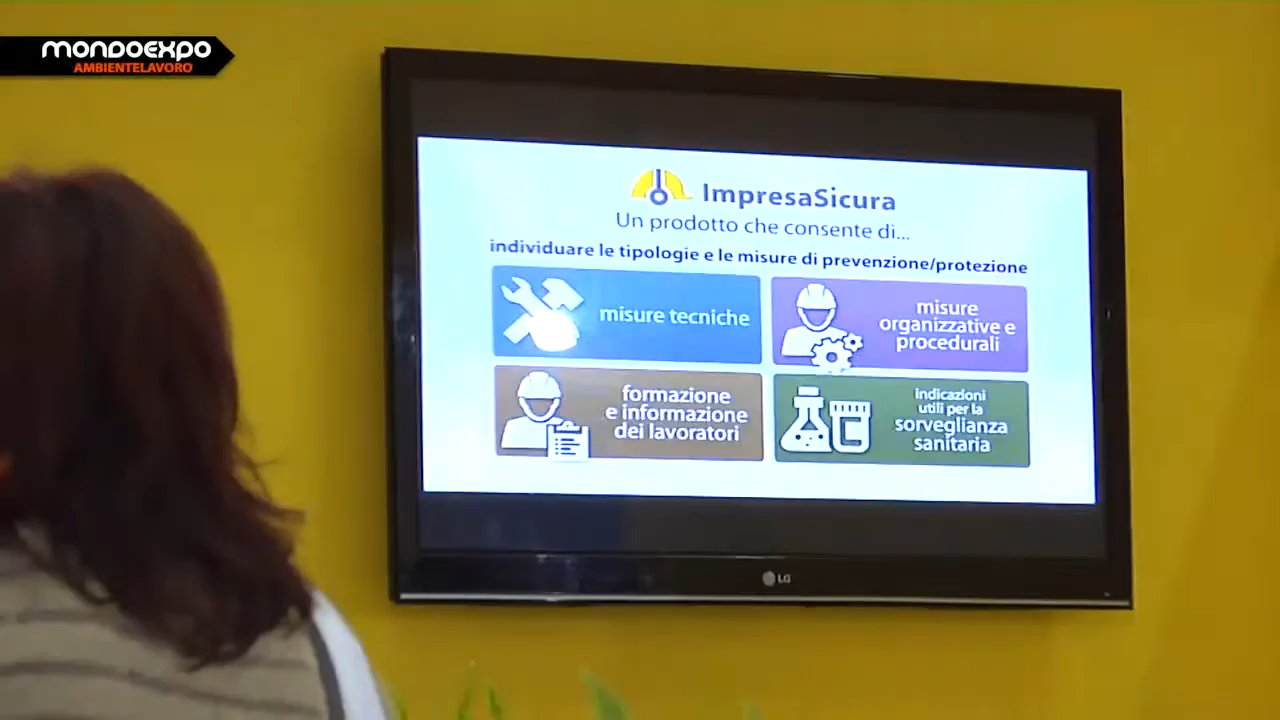 MONDOEXPO
AMBIENTELAVORO
ImpresaSicura
Un prodotto che consente di...
individuare le tipologie e le misure di prevenzione/protezione
misure tecniche
misure
organizzative e
procedurali
formazione
e informazione
dei lavoratori
indicazioni
utili per la
sorveglianza
sanitaria
LG